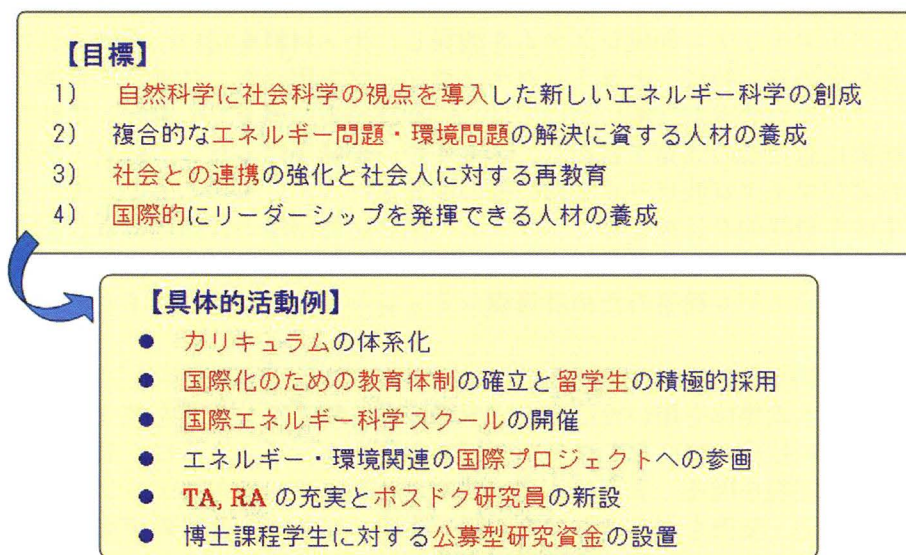 【目標】
1) 自然科学に社会科学の視点を導入した新しいエネルギー科学の創成
2) 複合的なエネルギー問題・環境問題の解決に資する人材の養成
3) 社会との連携の強化と社会人に対する再教育
4) 国際的にリーダーシップを発揮できる人材の養成
【具体的活動例】
● カリキュラムの体系化
● 国際化のための教育体制の確立と留学生の積極的採用
● 国際エネルギー科学スクールの開催
● エネルギー・環境関連の国際プロジェクトへの参画
● TA, RA の充実とポスドク研究員の新設
● 博士課程学生に対する公募型研究資金の設置